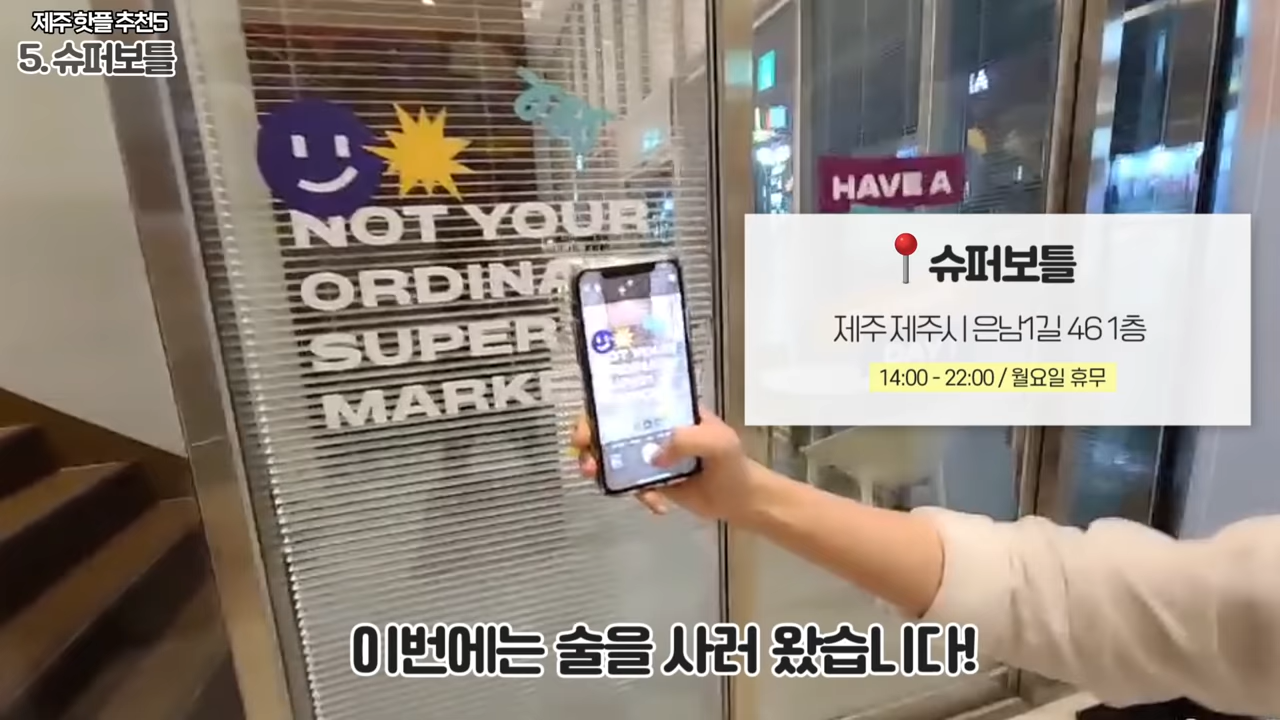 제주 핫플 추천5
5. 슈퍼보틀
NOT YOUR
ORDINA
SUPER
MARKE
HAVE A
슈퍼보틀
제주 제주시 은남1길 46 1층
14:00 - 22:00 / 월요일 휴무
이번에는 술을 사러 왔습니다!